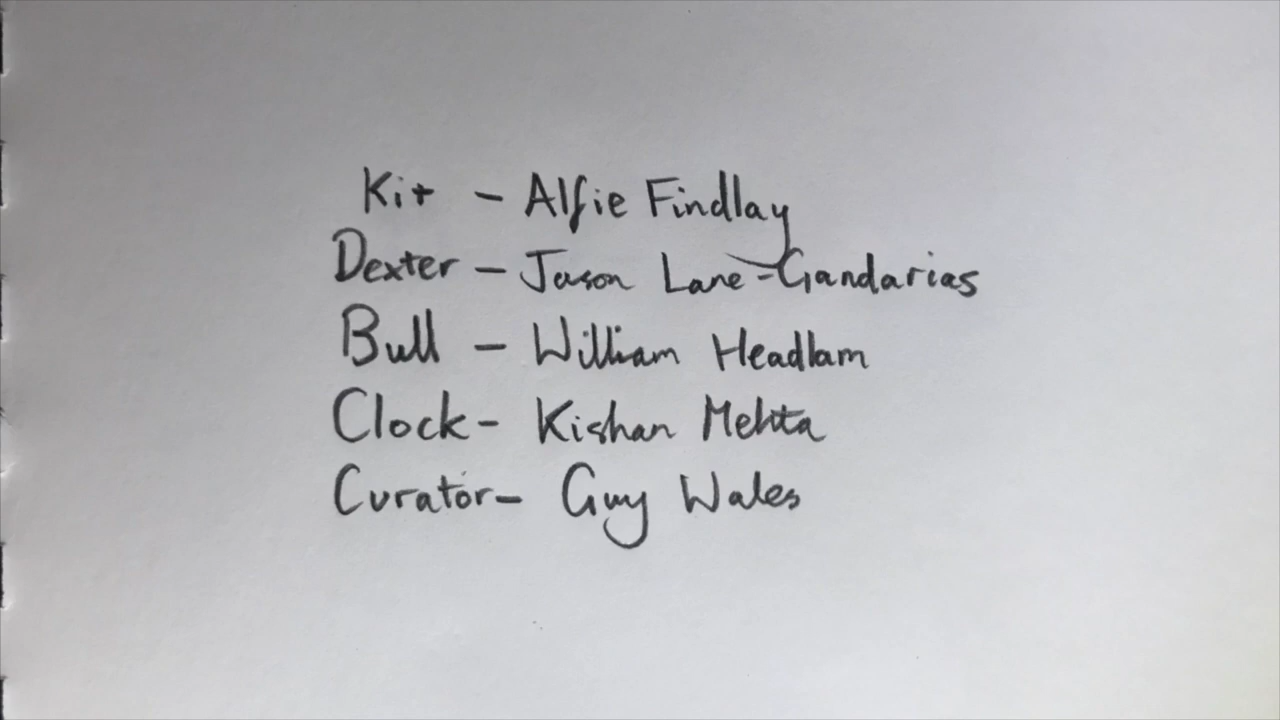 Kit - Alfie Findlay
Dexter - Jason Lane-Gandarias
Bull - William Headlam
Clock - Kishan Mehta
Curator - Guy Wales